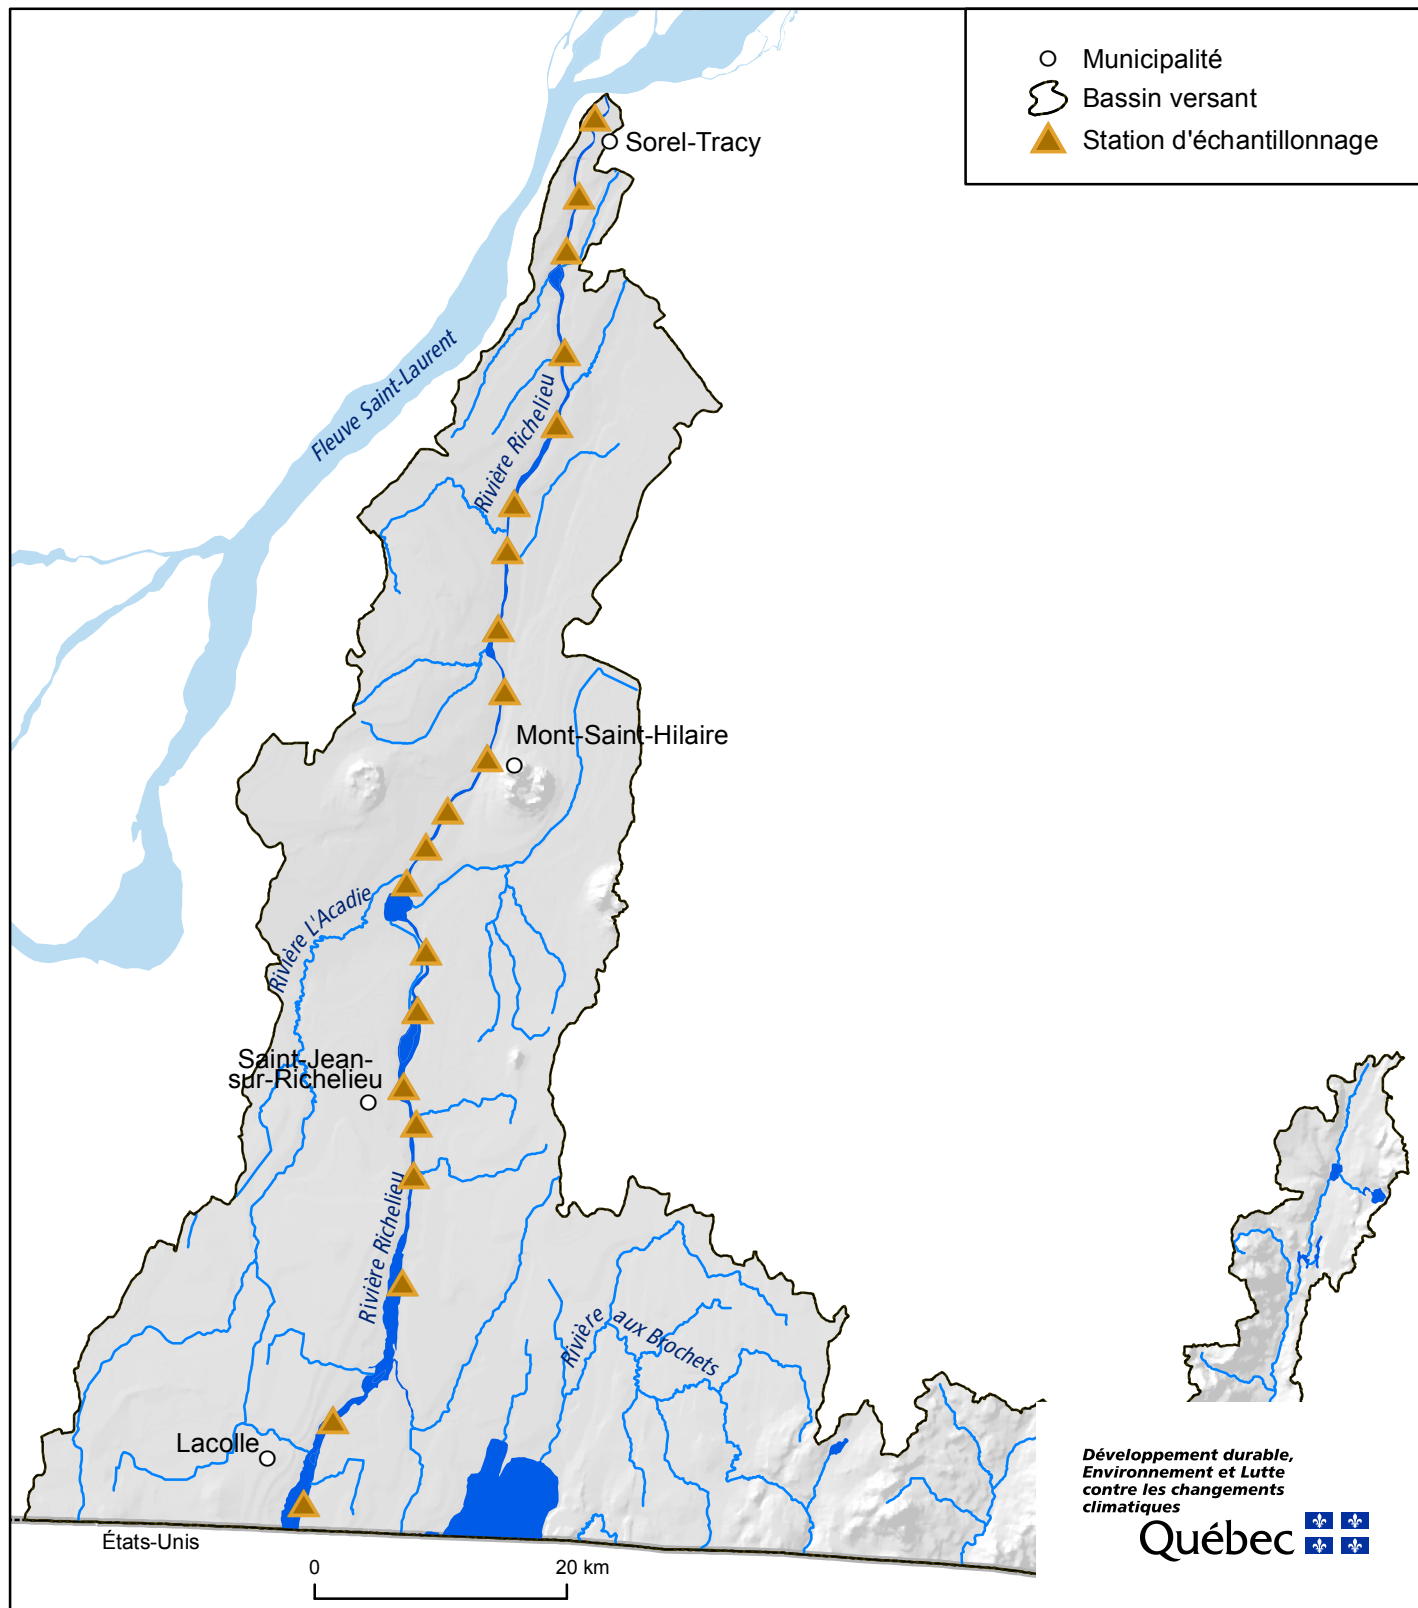 Municipalité
Bassin versant
Station d'échantillonnage
Sorel-Tracy
Fleuve Saint-Laurent
Rivière Richelieu
Mont-Saint-Hilaire
Rivière L'Acadie
Saint-Jean-
sur-Richelieu
Rivière Richelieu
Rivière aux Brochets
Lacolle
États-Unis
0 20 km
Développement durable,
Environnement et Lutte
contre les changements
climatiques
Québec